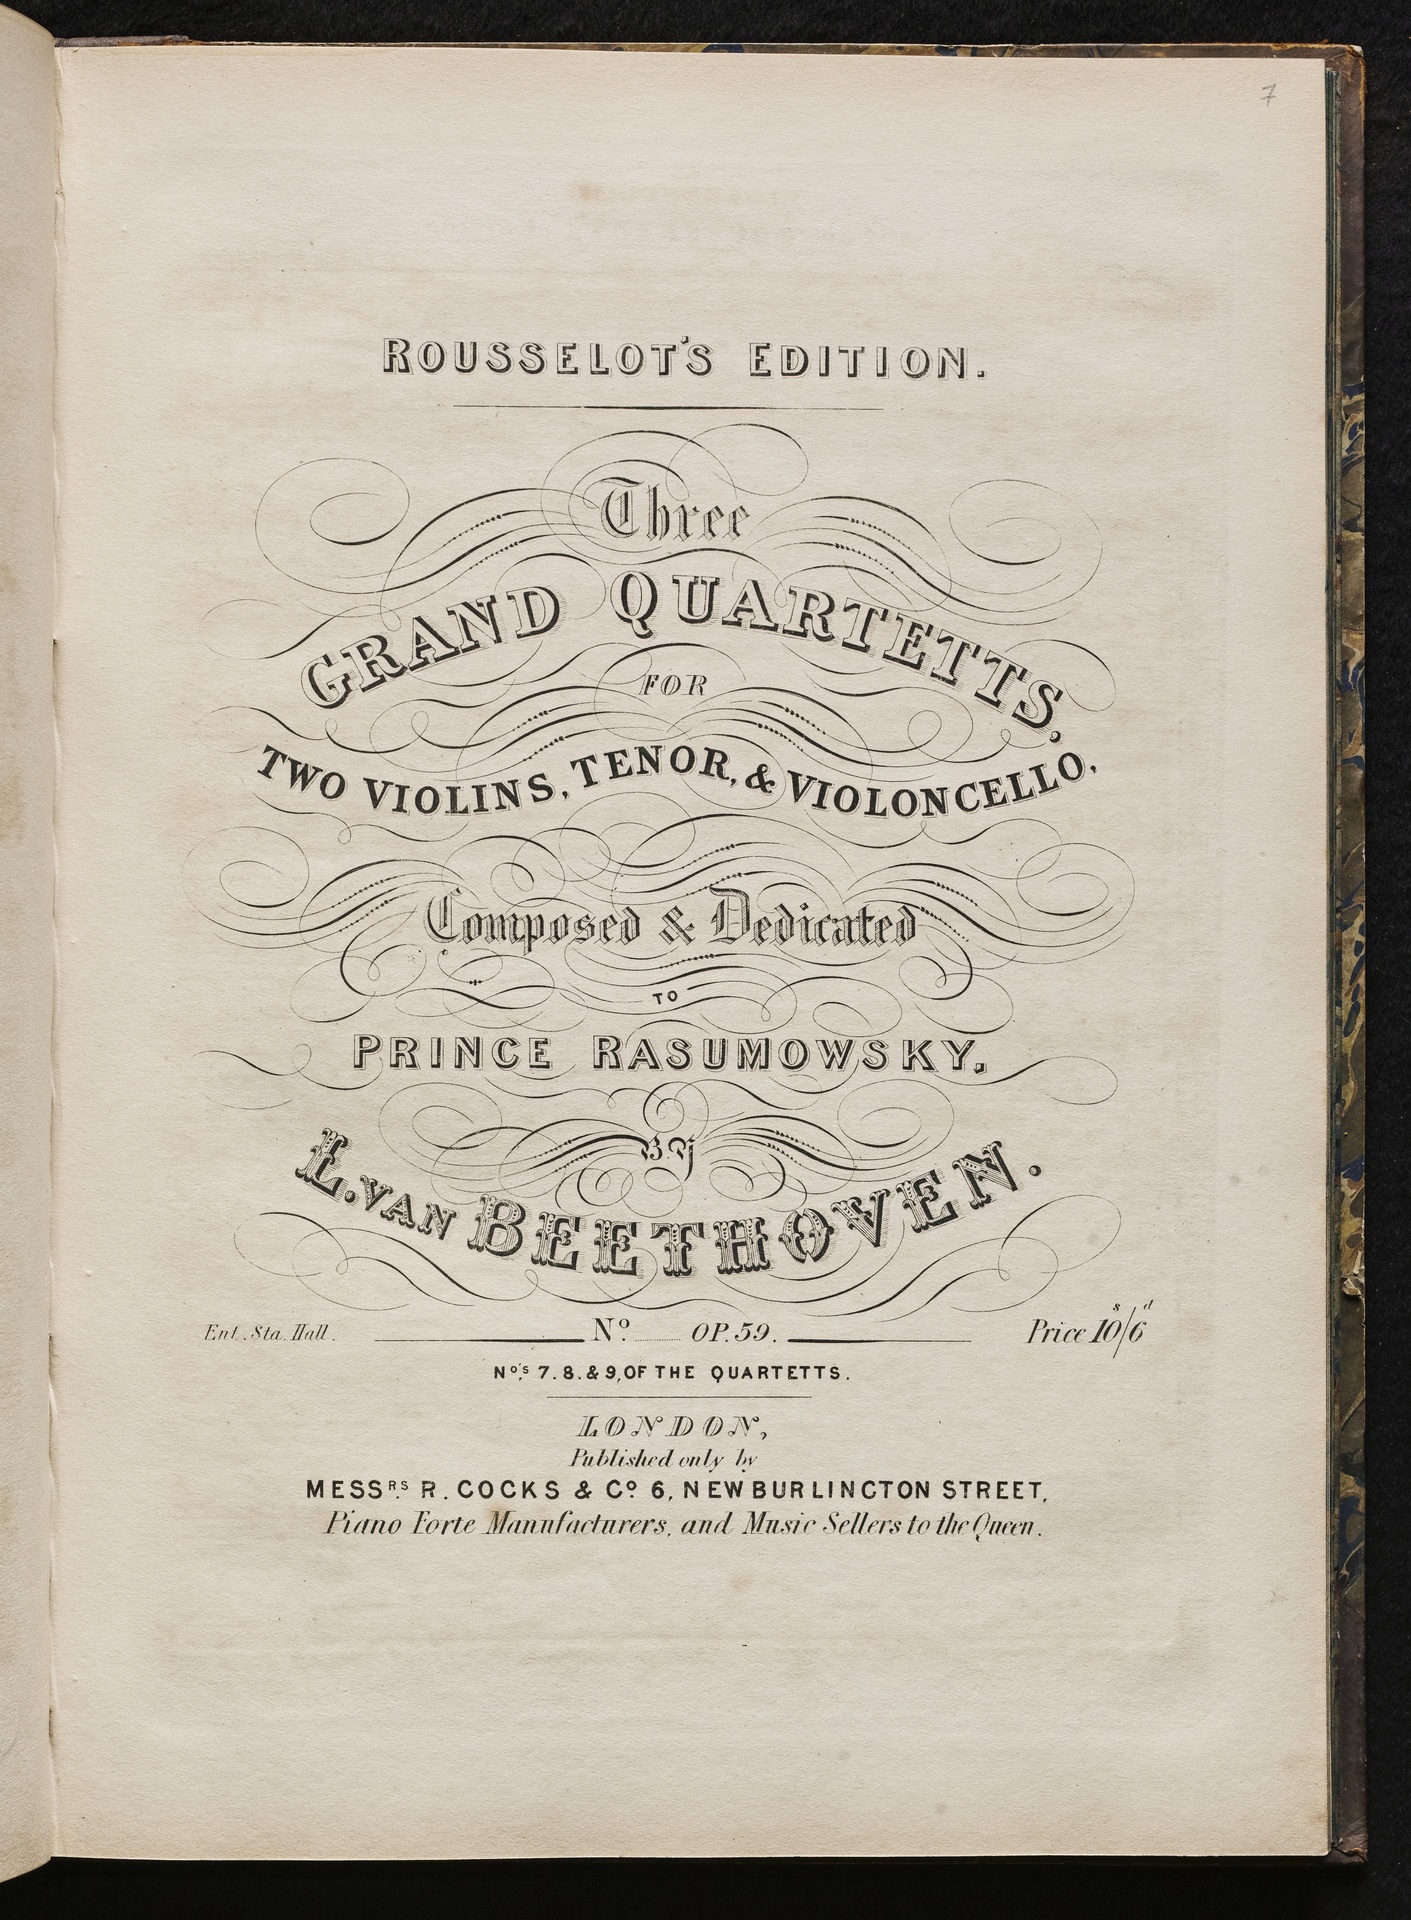 7
ROUSSELOT'S EDITION.
Three
GRAND QUARTETTS,
FOR
TWO VIOLINS, TENOR, & VIOLONCELLO,
Composed & Dedicated
TO
PRINCE RASUMOWSKY,
BY
L. VAN BEETHOVEN.
Ent. Sta. Hall. Nº OP. 59. Price 10s/6d
Nos. 7. 8. & 9, OF THE QUARTETTS.
LONDON,
Published only by
MESSRS. R. COCKS & Cº 6, NEW BURLINGTON STREET,
Piano Forte Manufacturers, and Music Sellers to the Queen.